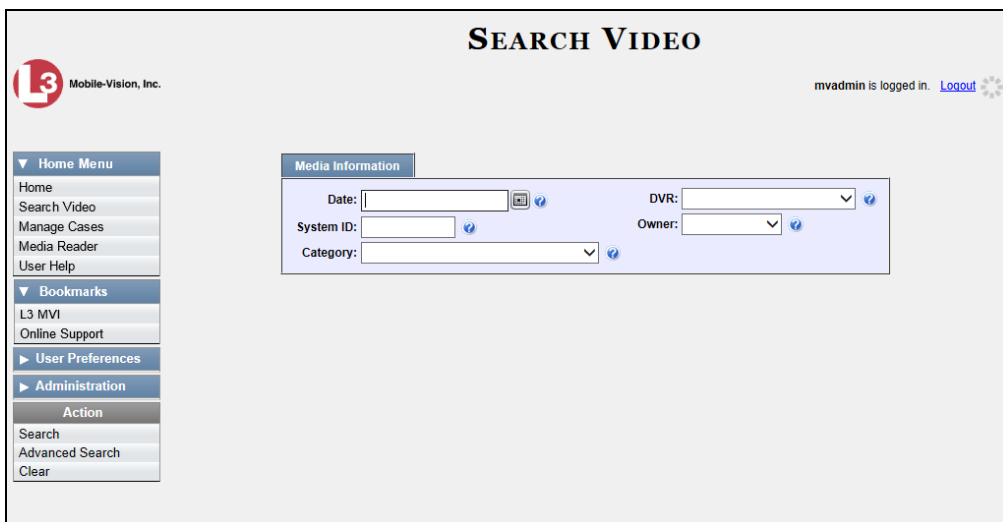 SEARCH VIDEO
L3 Mobile-Vision, Inc.
mvadmin is logged in. Logout
Home Menu
Home
Search Video
Manage Cases
Media Reader
User Help
Bookmarks
L3 MVI
Online Support
User Preferences
Administration
Action
Search
Advanced Search
Clear
Media Information
Date: ? DVR: ?
System ID: ? Owner: ?
Category: ?